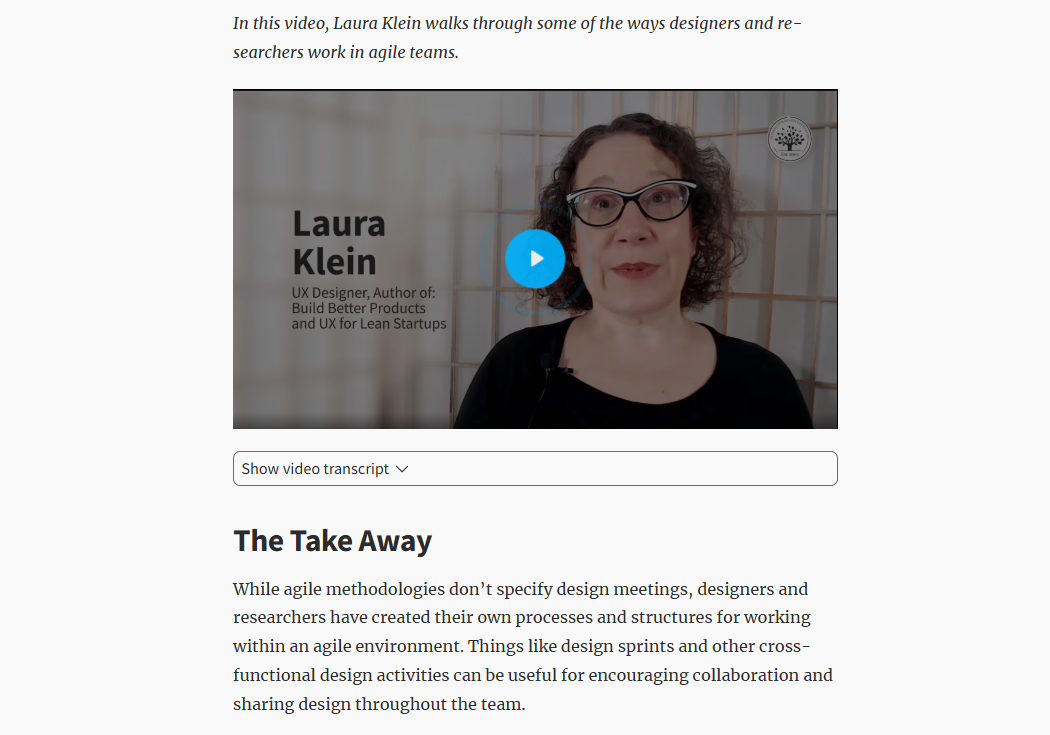 In this video, Laura Klein walks through some of the ways designers and re-
searchers work in agile teams.
Laura
Klein
UX Designer, Author of:
Build Better Products
and UX for Lean Startups
Show video transcript
The Take Away
While agile methodologies don’t specify design meetings, designers and
researchers have created their own processes and structures for working
within an agile environment. Things like design sprints and other cross-
functional design activities can be useful for encouraging collaboration and
sharing design throughout the team.